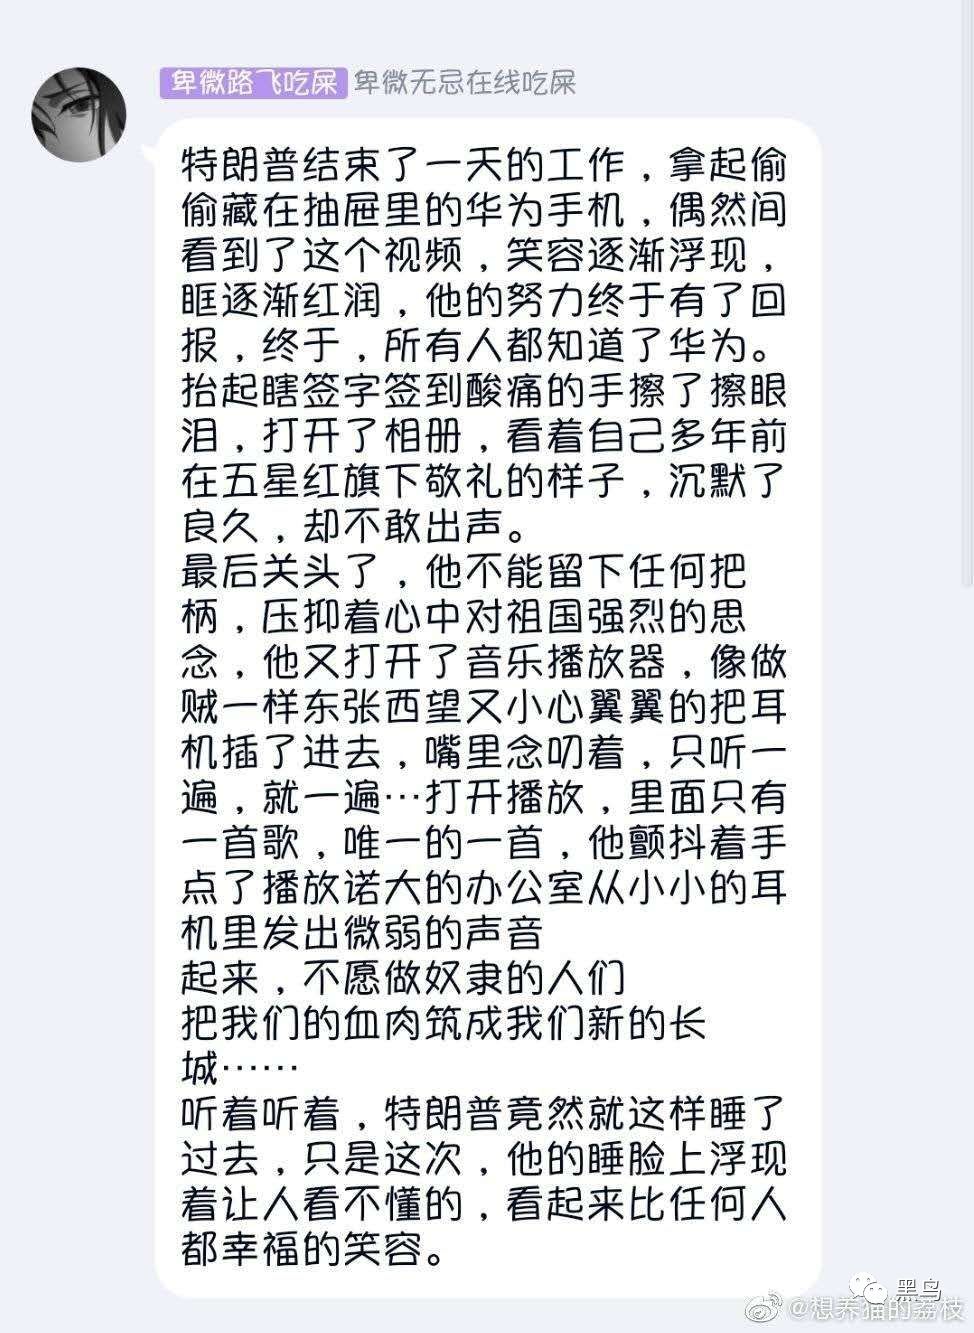 卑微路飞吃屎 卑微无忌在线吃屎
特朗普结束了一天的工作，拿起偷
偷藏在抽屉里的华为手机，偶然间
看到了这个视频，笑容逐渐浮现，
眶逐渐红润，他的努力终于有了回
报，终于，所有人都知道了华为。
抬起瞎签字签到酸痛的手擦了擦眼
泪，打开了相册，看着自己多年前
在五星红旗下敬礼的样子，沉默了
良久，却不敢出声。
最后关头了，他不能留下任何把
柄，压抑着心中对祖国强烈的思
念，他又打开了音乐播放器，像做
贼一样东张西望又小心翼翼的把耳
机插了进去，嘴里念叨着，只听一
遍，就一遍…打开播放，里面只有
一首歌，唯一的一首，他颤抖着手
点了播放诺大的办公室从小小的耳
机里发出微弱的声音
起来，不愿做奴隶的人们
把我们的血肉筑成我们新的长
城……
听着听着，特朗普竟然就这样睡了
过去，只是这次，他的睡脸上浮现
着让人看不懂的，看起来比任何人
都幸福的笑容。
黑鸟
@想养猫的荔枝